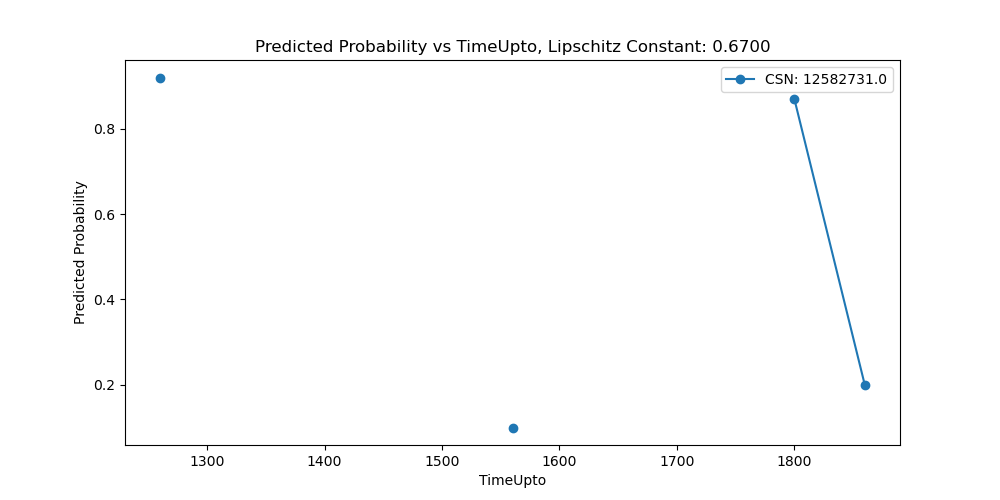 Predicted Probability vs TimeUpto, Lipschitz Constant: 0.6700
CSN: 12582731.0
Predicted Probability
0.8
0.6
0.4
0.2
1300 1400 1500 1600 1700 1800
TimeUpto